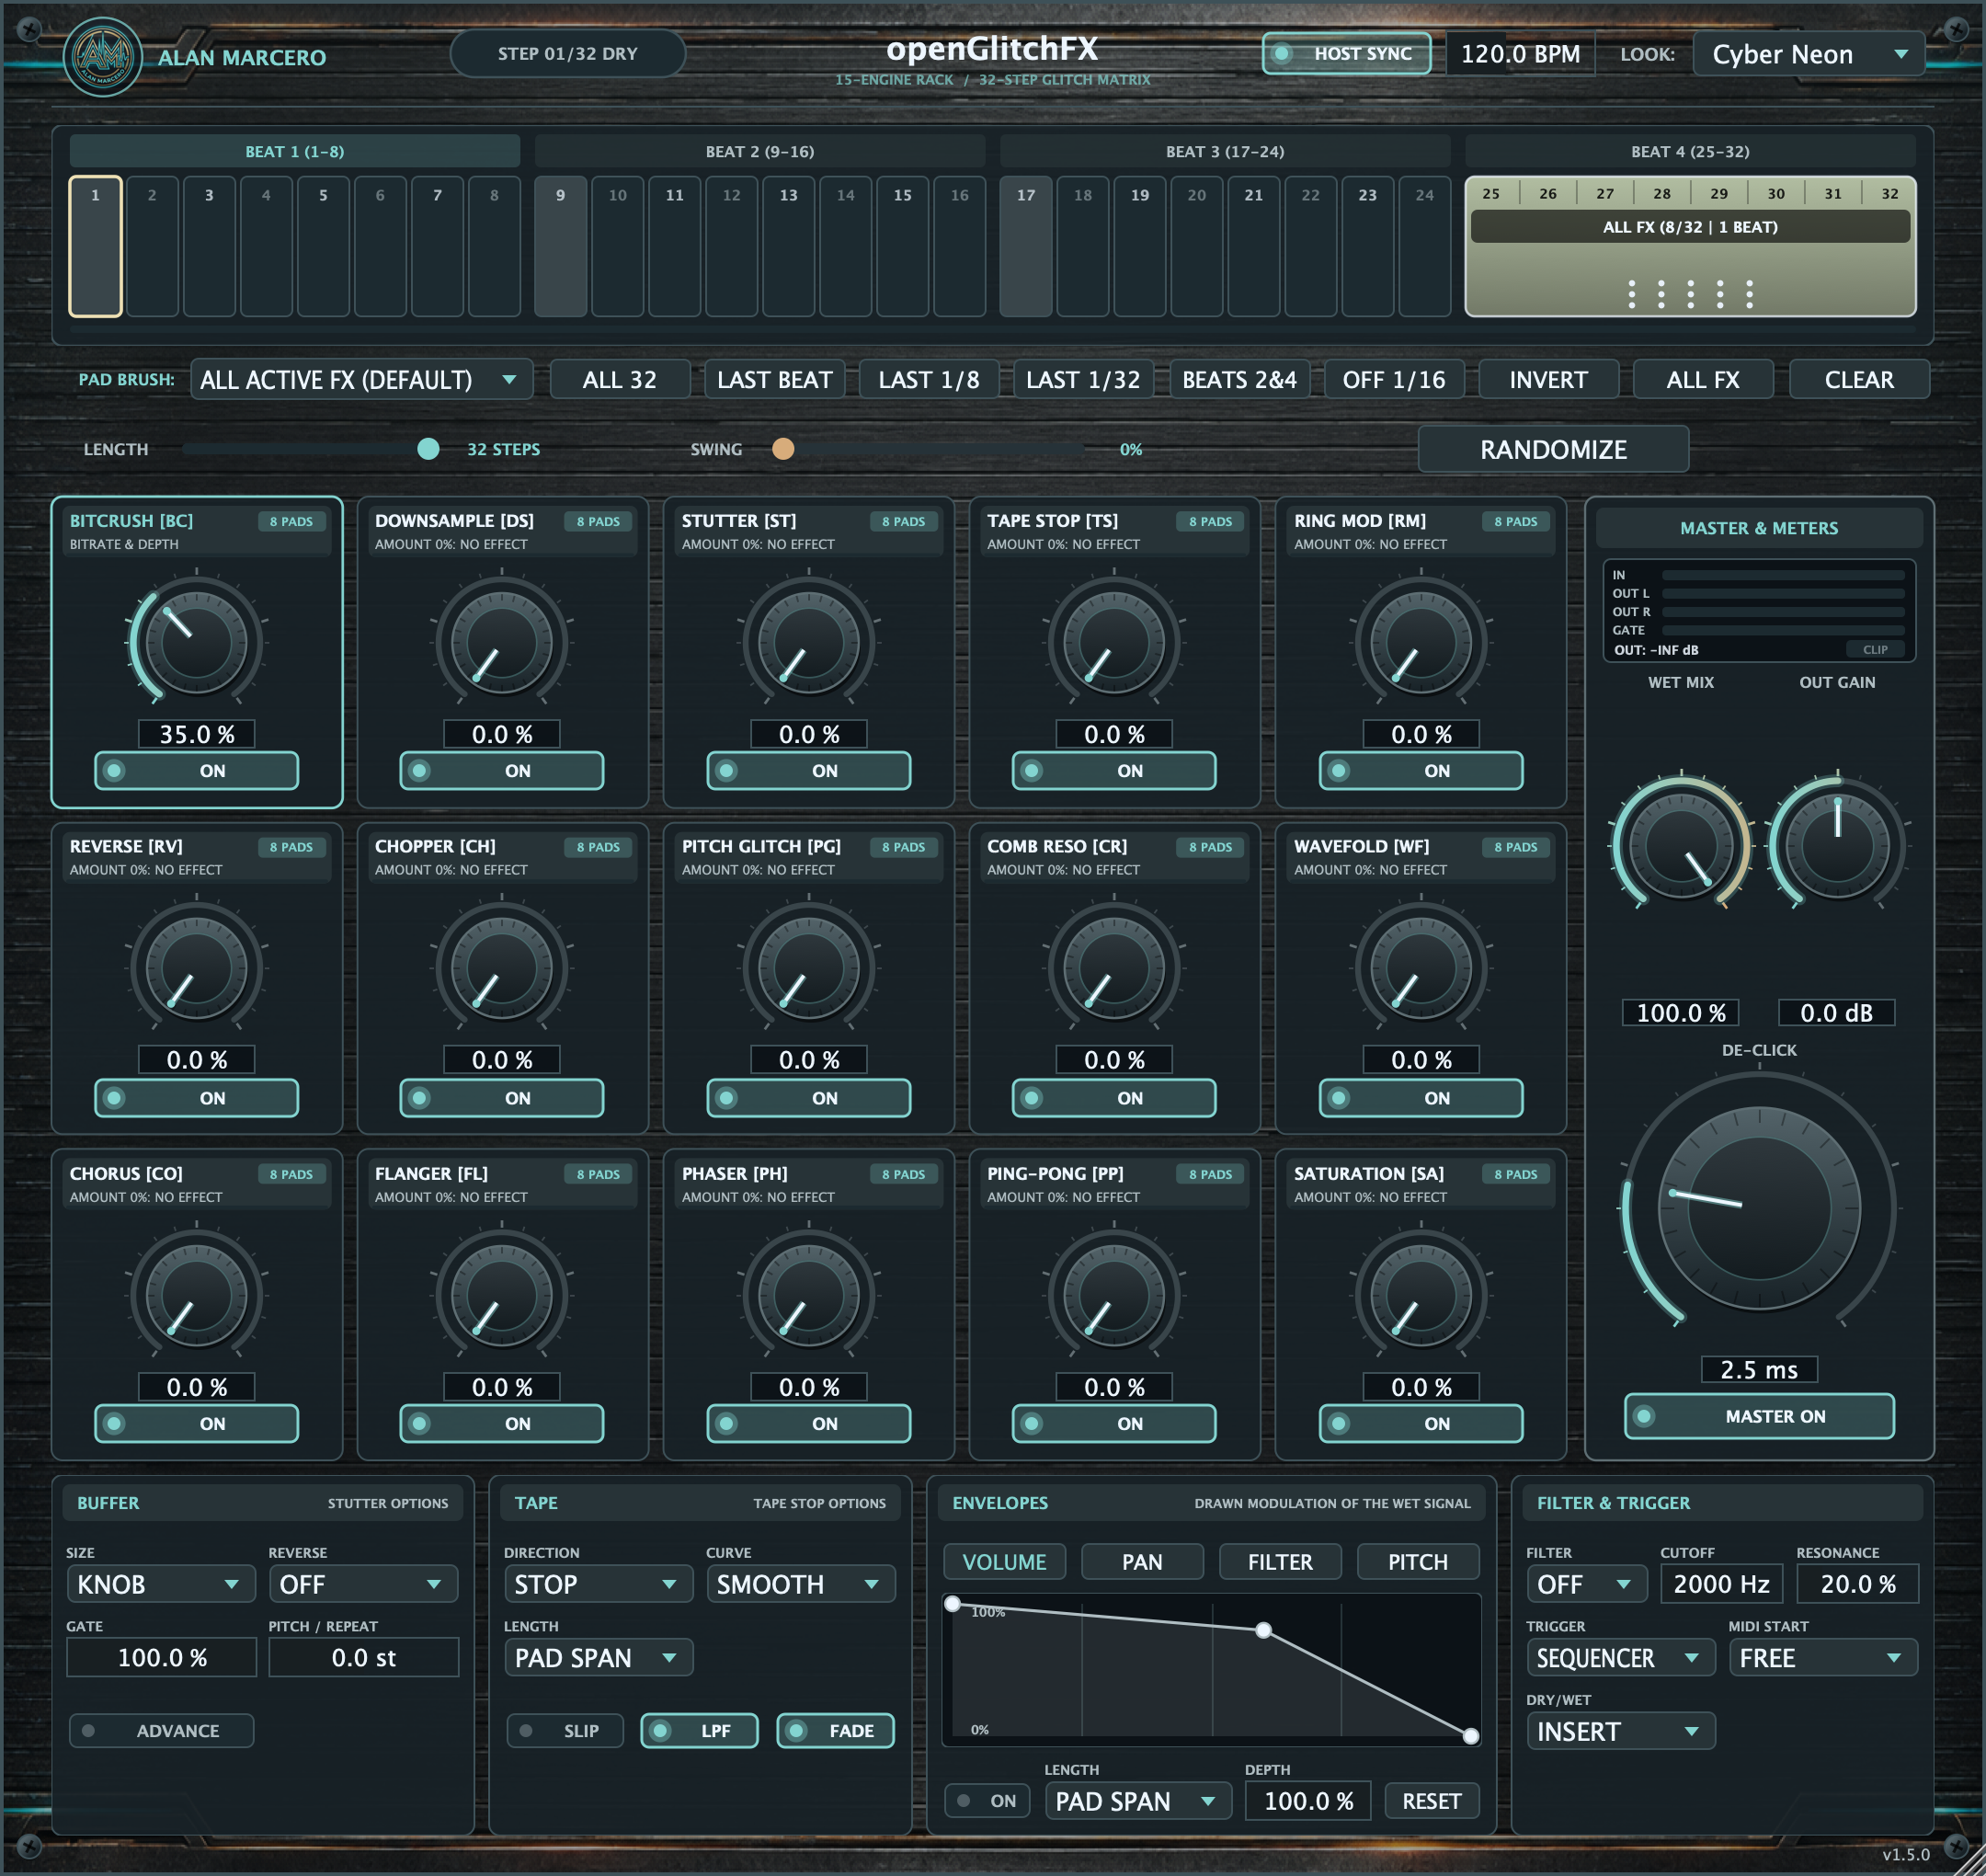 ALAN MARCERO
STEP 01/32 DRY
openGlitchFX
15-ENGINE RACK / 32-STEP GLITCH MATRIX
HOST SYNC
120.0 BPM
LOOK: Cyber Neon
BEAT 1 (1-8) BEAT 2 (9-16) BEAT 3 (17-24) BEAT 4 (25-32)
1 2 3 4 5 6 7 8 9 10 11 12 13 14 15 16 17 18 19 20 21 22 23 24 25 26 27 28 29 30 31 32
ALL FX (8/32 | 1 BEAT)
PAD BRUSH: ALL ACTIVE FX (DEFAULT) ALL 32 LAST BEAT LAST 1/8 LAST 1/32 BEATS 2&4 OFF 1/16 INVERT ALL FX CLEAR
LENGTH 32 STEPS SWING 0% RANDOMIZE
BITCRUSH [BC] 8 PADS
BITRATE & DEPTH
35.0 %
ON
DOWNSAMPLE [DS] 8 PADS
AMOUNT 0%: NO EFFECT
0.0 %
ON
STUTTER [ST] 8 PADS
AMOUNT 0%: NO EFFECT
0.0 %
ON
TAPE STOP [TS] 8 PADS
AMOUNT 0%: NO EFFECT
0.0 %
ON
RING MOD [RM] 8 PADS
AMOUNT 0%: NO EFFECT
0.0 %
ON
REVERSE [RV] 8 PADS
AMOUNT 0%: NO EFFECT
0.0 %
ON
CHOPPER [CH] 8 PADS
AMOUNT 0%: NO EFFECT
0.0 %
ON
PITCH GLITCH [PG] 8 PADS
AMOUNT 0%: NO EFFECT
0.0 %
ON
COMB RESO [CR] 8 PADS
AMOUNT 0%: NO EFFECT
0.0 %
ON
WAVEFOLD [WF] 8 PADS
AMOUNT 0%: NO EFFECT
0.0 %
ON
CHORUS [CO] 8 PADS
AMOUNT 0%: NO EFFECT
0.0 %
ON
FLANGER [FL] 8 PADS
AMOUNT 0%: NO EFFECT
0.0 %
ON
PHASER [PH] 8 PADS
AMOUNT 0%: NO EFFECT
0.0 %
ON
PING-PONG [PP] 8 PADS
AMOUNT 0%: NO EFFECT
0.0 %
ON
SATURATION [SA] 8 PADS
AMOUNT 0%: NO EFFECT
0.0 %
ON
MASTER & METERS
IN
OUT L
OUT R
GATE
OUT: -INF dB CLIP
WET MIX OUT GAIN
100.0 % 0.0 dB
DE-CLICK
2.5 ms
MASTER ON
BUFFER STUTTER OPTIONS
SIZE REVERSE
KNOB OFF
GATE PITCH / REPEAT
100.0 % 0.0 st
ADVANCE
TAPE TAPE STOP OPTIONS
DIRECTION CURVE
STOP SMOOTH
LENGTH
PAD SPAN
SLIP LPF FADE
ENVELOPES DRAWN MODULATION OF THE WET SIGNAL
VOLUME PAN FILTER PITCH
100%
0%
LENGTH DEPTH
ON PAD SPAN 100.0 % RESET
FILTER & TRIGGER
FILTER CUTOFF RESONANCE
OFF 2000 Hz 20.0 %
TRIGGER MIDI START
SEQUENCER FREE
DRY/WET
INSERT
v1.5.0
AM
ALAN MARCERO